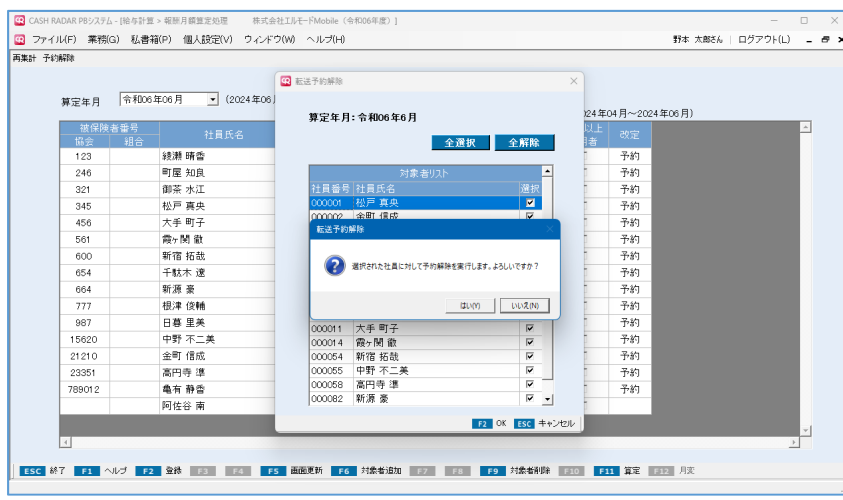 CASH RADAR PBシステム - [給与計算 > 報酬月額算定処理　株式会社エルモードMobile（令和06年度）]
ファイル(F) 業務(G) 私書箱(P) 個人設定(V) ウィンドウ(W) ヘルプ(H) 野本 太郎さん ログアウト(L)
再集計 予約解除
算定年月 令和06年06月 (2024年06 24年04月～2024年06月)
被保険者番号 社員氏名 以上 改定
協会 組合 者
123 綾瀬 晴香 予約
246 町屋 知良 予約
321 御茶 水江 予約
345 松戸 真央 予約
456 大手 町子 予約
561 霞ヶ関 徹 予約
600 新宿 拓哉 予約
654 千駄木 遼 予約
664 新源 豪 予約
777 根津 俊輔 予約
987 日暮 里美 予約
15620 中野 不二美 予約
21210 金町 信成 予約
23351 高円寺 準 予約
789012 亀有 静香 予約
阿佐谷 南
転送予約解除
算定年月: 令和06年6月
全選択 全解除
対象者リスト
社員番号 社員氏名 選択
000001 松戸 真央
000002 金町 信成
転送予約解除
選択された社員に対して予約解除を実行します。よろしいですか？
はい(Y) いいえ(N)
000011 大手 町子
000014 霞ヶ関 徹
000054 新宿 拓哉
000055 中野 不二美
000058 高円寺 準
000082 新源 豪
F2 OK ESC キャンセル
ESC 終了 F1 ヘルプ F2 登録 F3 F4 F5 画面更新 F6 対象者追加 F7 F8 F9 対象者削除 F10 F11 算定 F12 月変